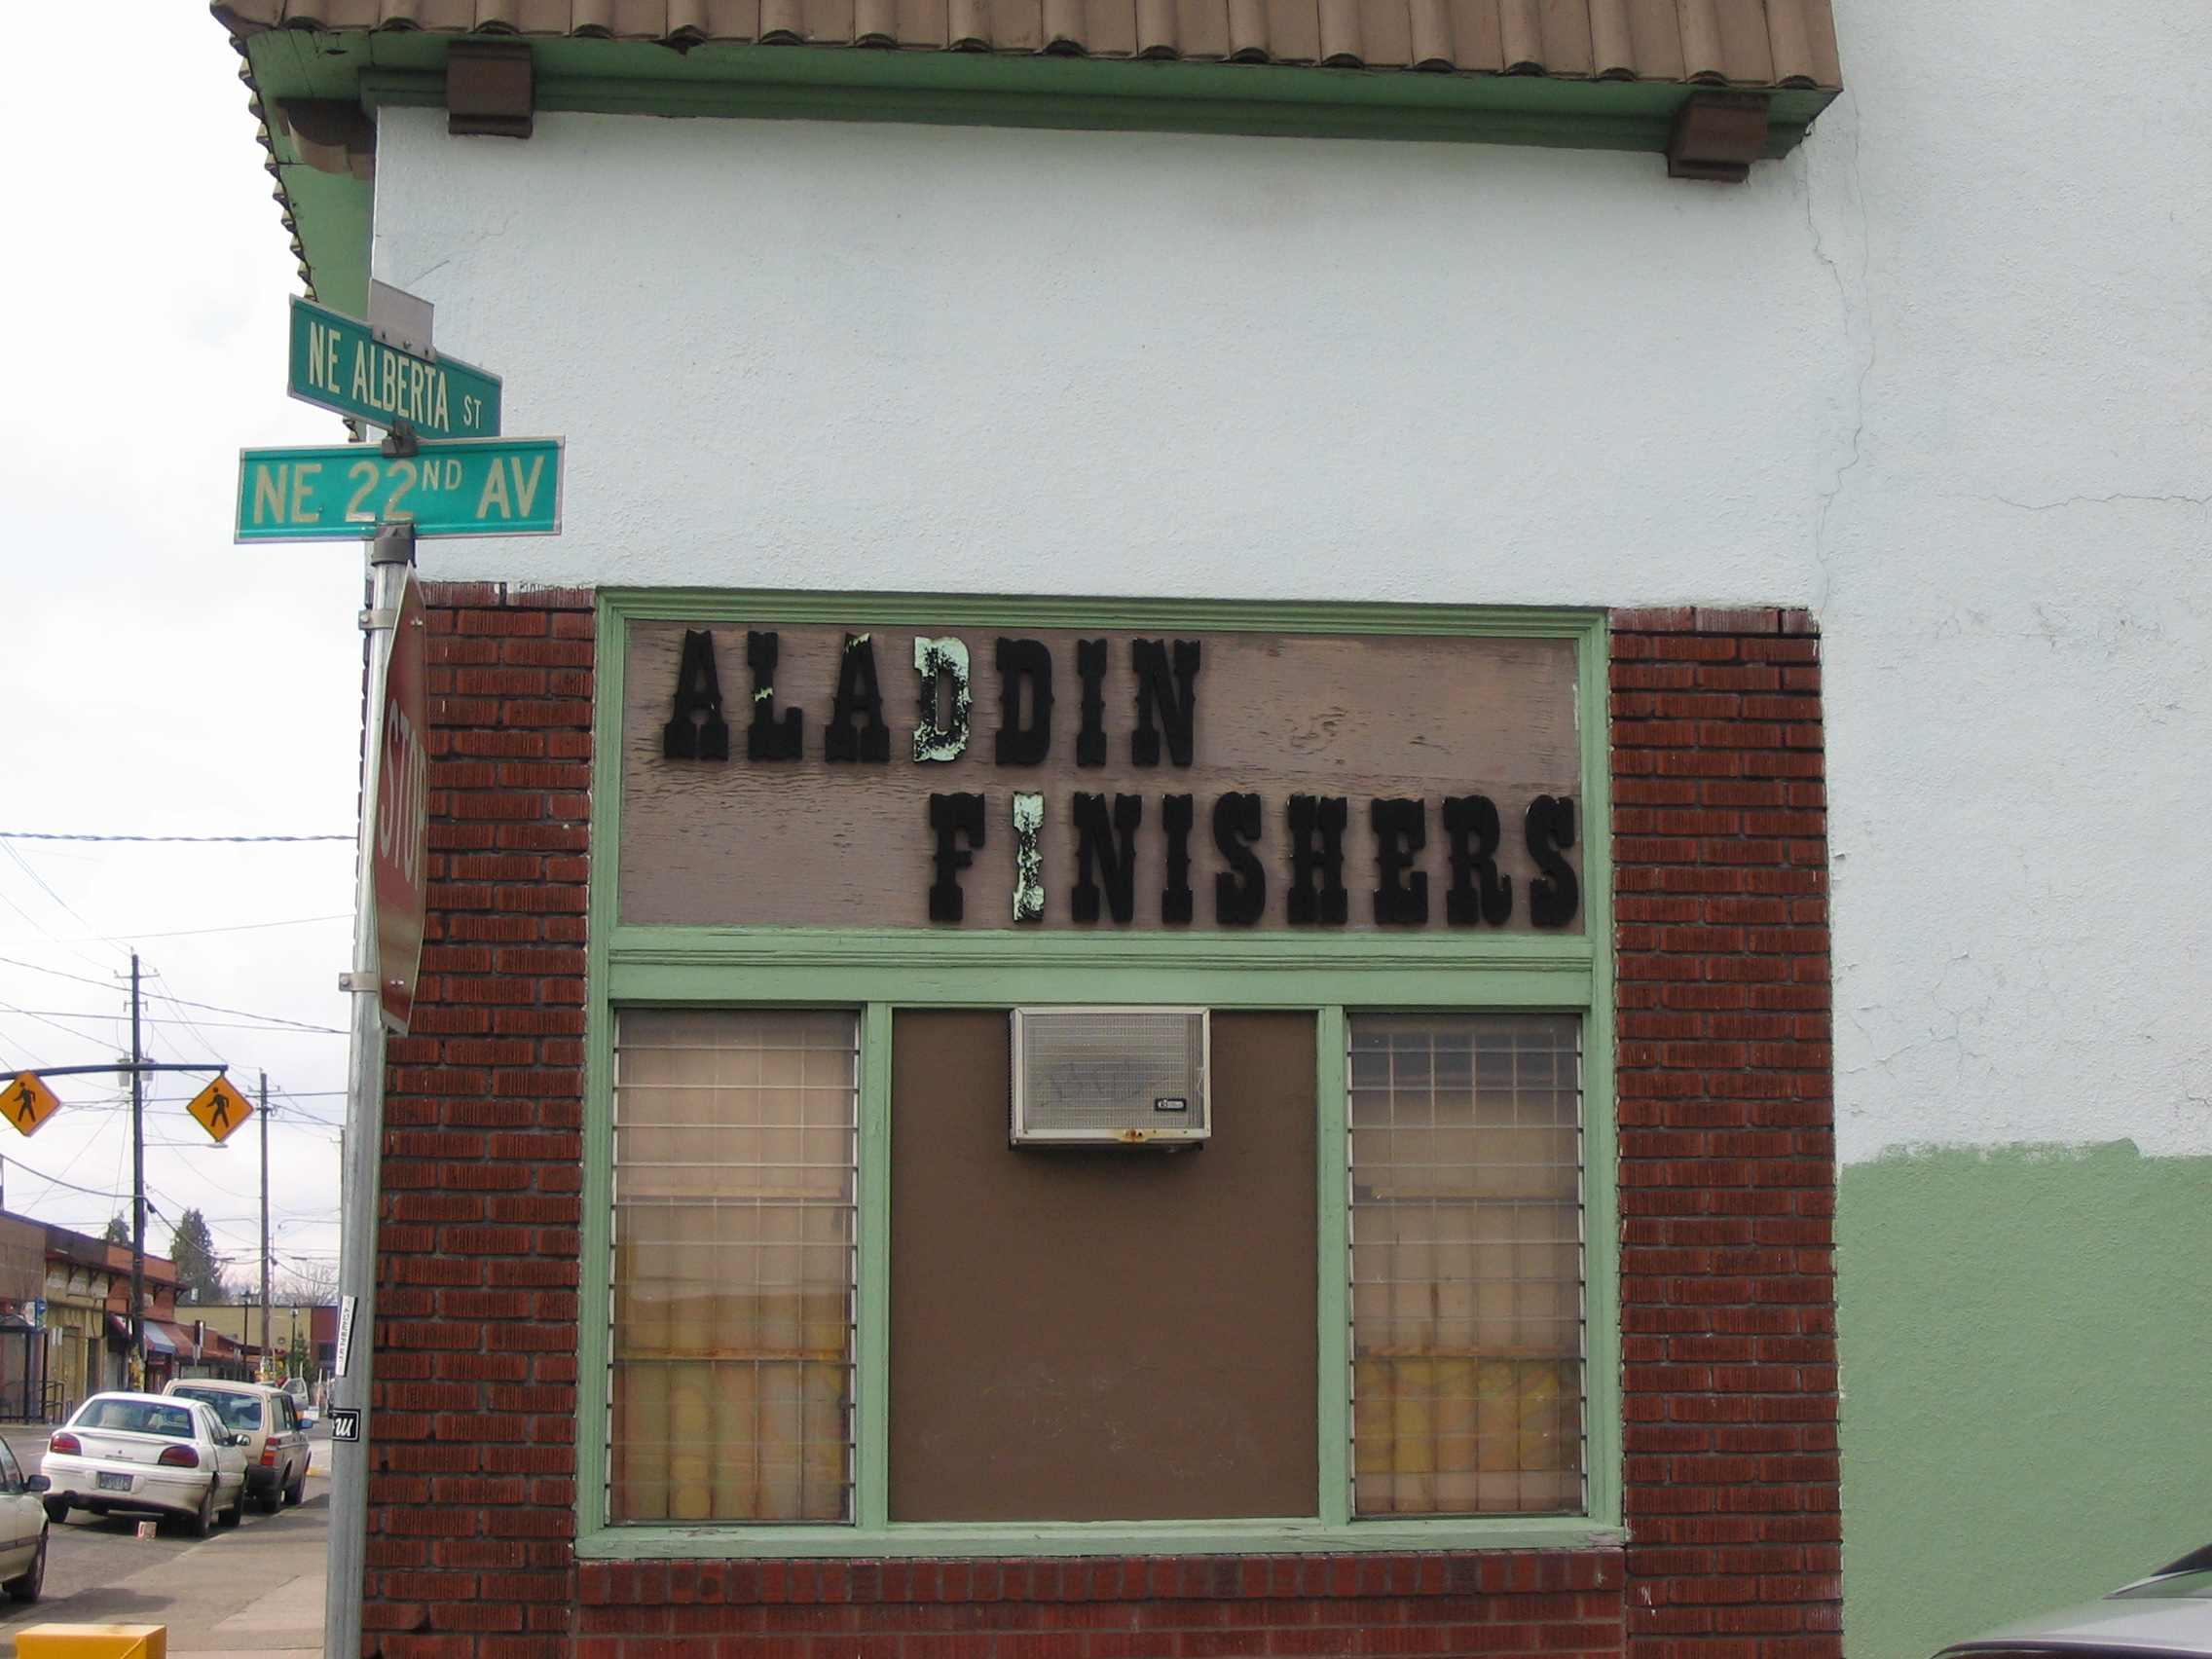 NE ALBERTA ST
NE 22ND AV
STOP
ALADDIN
FINISHERS